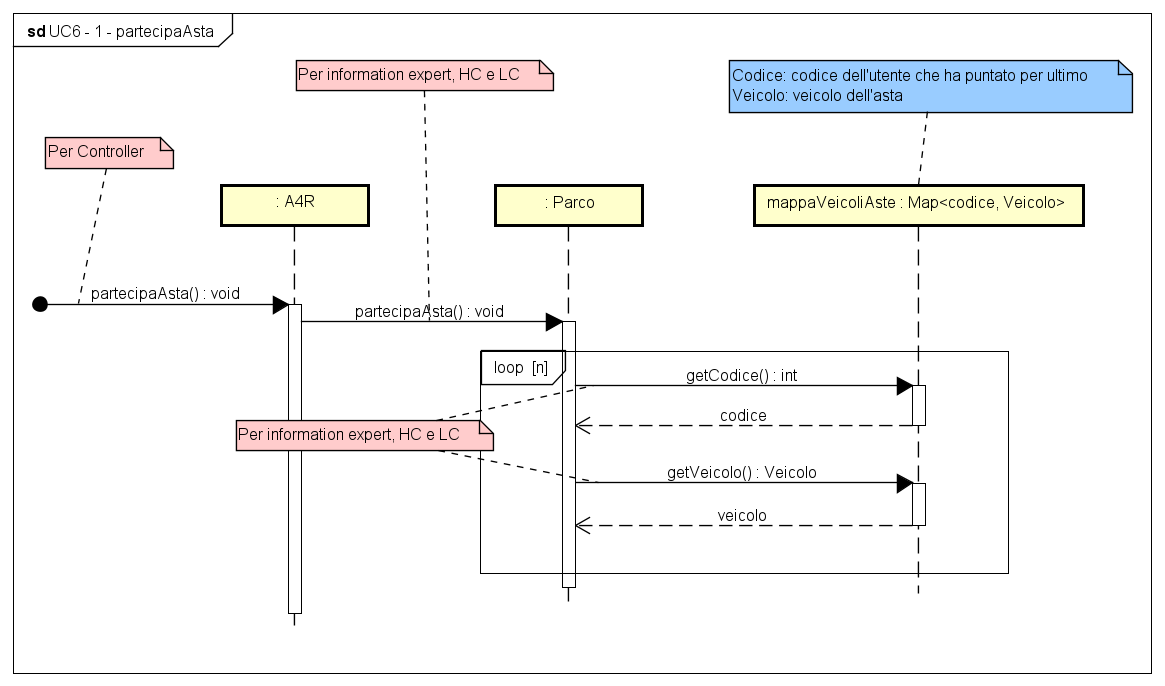 sd UC6 - 1 - partecipaAsta
Per information expert, HC e LC
Codice: codice dell'utente che ha puntato per ultimo
Veicolo: veicolo dell'asta
Per Controller
: A4R
: Parco
mappaVeicoliAste : Map<codice, Veicolo>
partecipaAsta() : void
partecipaAsta() : void
loop [n]
getCodice() : int
codice
Per information expert, HC e LC
getVeicolo() : Veicolo
veicolo